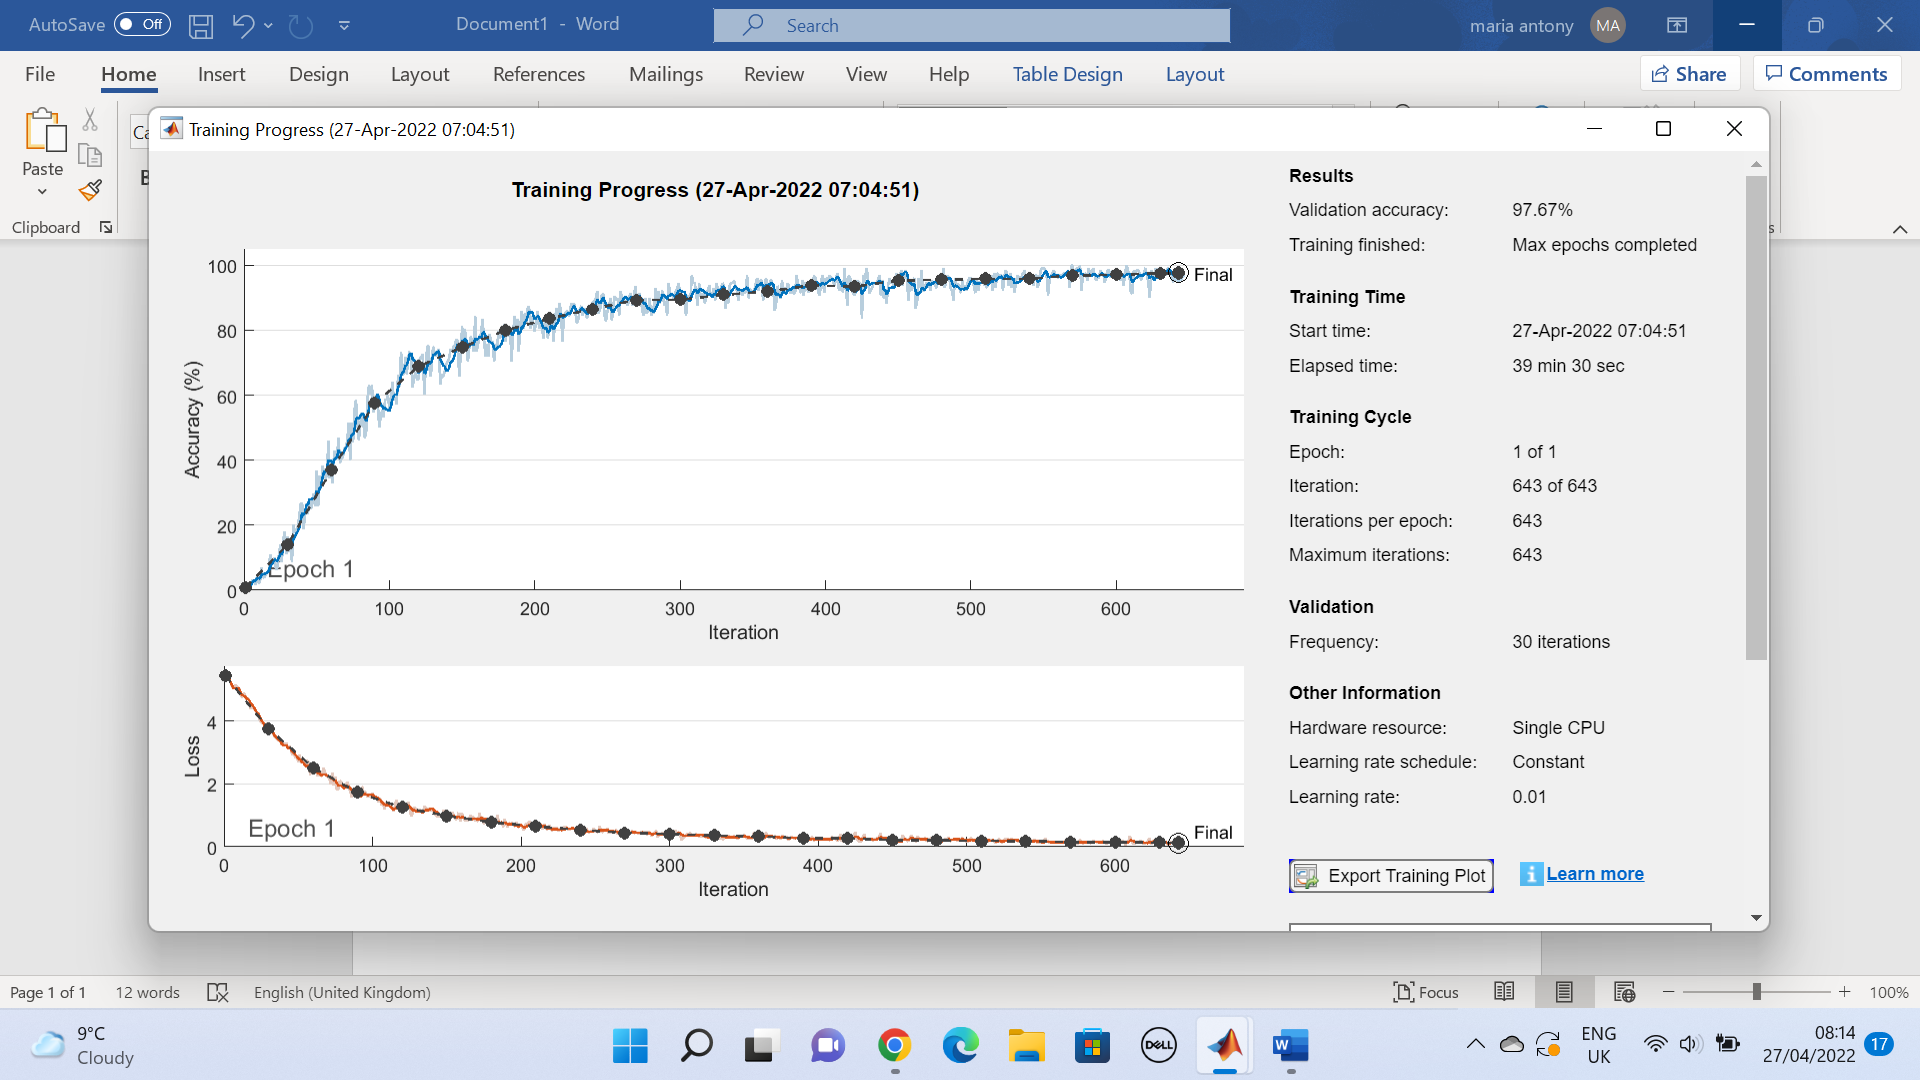 AutoSave Off Document1 - Word Search maria antony MA
File Home Insert Design Layout References Mailings Review View Help Table Design Layout Share Comments
Paste
Clipboard
Training Progress (27-Apr-2022 07:04:51)
Training Progress (27-Apr-2022 07:04:51)
100
80
60
40
20
0
Accuracy (%)
Epoch 1
Final
0 100 200 300 400 500 600
Iteration
4
2
0
Loss
Epoch 1
Final
0 100 200 300 400 500 600
Iteration
Results
Validation accuracy: 97.67%
Training finished: Max epochs completed
Training Time
Start time: 27-Apr-2022 07:04:51
Elapsed time: 39 min 30 sec
Training Cycle
Epoch: 1 of 1
Iteration: 643 of 643
Iterations per epoch: 643
Maximum iterations: 643
Validation
Frequency: 30 iterations
Other Information
Hardware resource: Single CPU
Learning rate schedule: Constant
Learning rate: 0.01
Export Training Plot Learn more
Page 1 of 1 12 words English (United Kingdom) Focus 100%
9°C
Cloudy
DELL
W
ENG
UK
08:14
27/04/2022
17